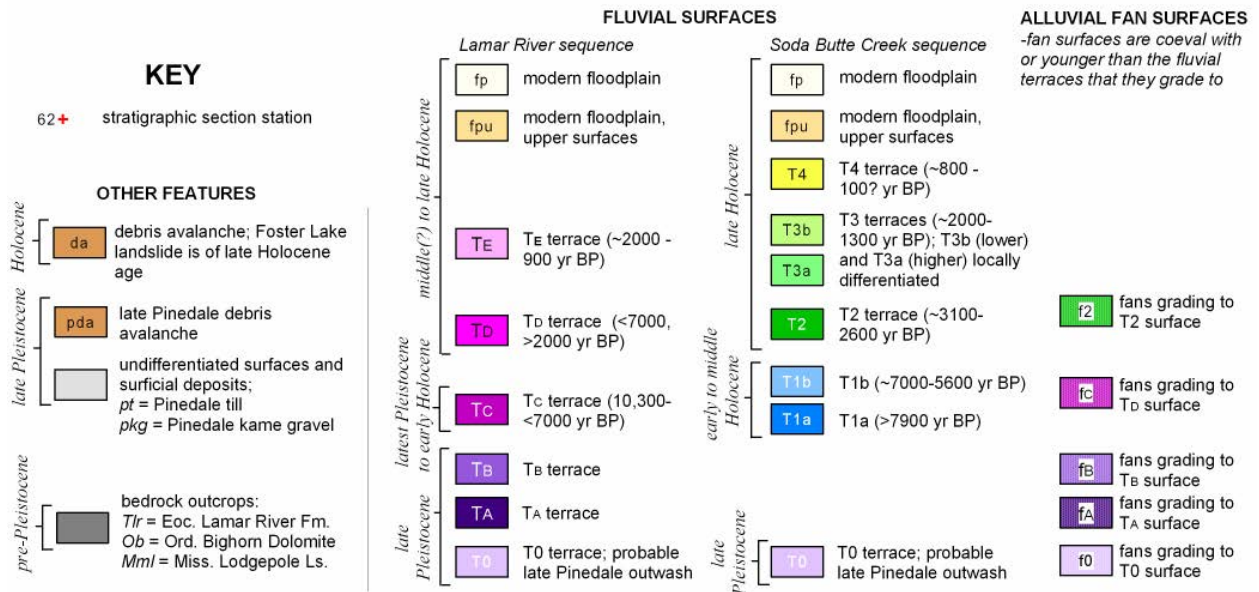 KEY
62+ stratigraphic section station
OTHER FEATURES
Holocene
da
debris avalanche; Foster Lake
landslide is of late Holocene
age
late Pleistocene
pda
late Pinedale debris
avalanche
undifferentiated surfaces and
surficial deposits;
pt = Pinedale till
pkg = Pinedale kame gravel
pre-Pleistocene
bedrock outcrops:
Tlr = Eoc. Lamar River Fm.
Ob = Ord. Bighorn Dolomite
Mml = Miss. Lodgepole Ls.
FLUVIAL SURFACES
Lamar River sequence
middle(?) to late Holocene
fp
modern floodplain
fpu
modern floodplain,
upper surfaces
TE
TE terrace (~2000 -
900 yr BP)
TD
TD terrace (<7000,
>2000 yr BP)
latest Pleistocene
to early Holocene
TC
TC terrace (10,300-
<7000 yr BP)
late
Pleistocene
TB
TB terrace
TA
TA terrace
T0
T0 terrace; probable
late Pinedale outwash
Soda Butte Creek sequence
late Holocene
fp
modern floodplain
fpu
modern floodplain,
upper surfaces
T4
T4 terrace (~800 -
100? yr BP)
T3b
T3a
T3 terraces (~2000-
1300 yr BP); T3b (lower)
and T3a (higher) locally
differentiated
T2
T2 terrace (~3100-
2600 yr BP)
early to middle
Holocene
T1b
T1b (~7000-5600 yr BP)
T1a
T1a (>7900 yr BP)
late
Pleistocene
T0
T0 terrace; probable
late Pinedale outwash
ALLUVIAL FAN SURFACES
-fan surfaces are coeval with
or younger than the fluvial
terraces that they grade to
f2
fans grading to
T2 surface
fC
fans grading to
TD surface
fB
fans grading to
TB surface
fA
fans grading to
TA surface
f0
fans grading to
T0 surface